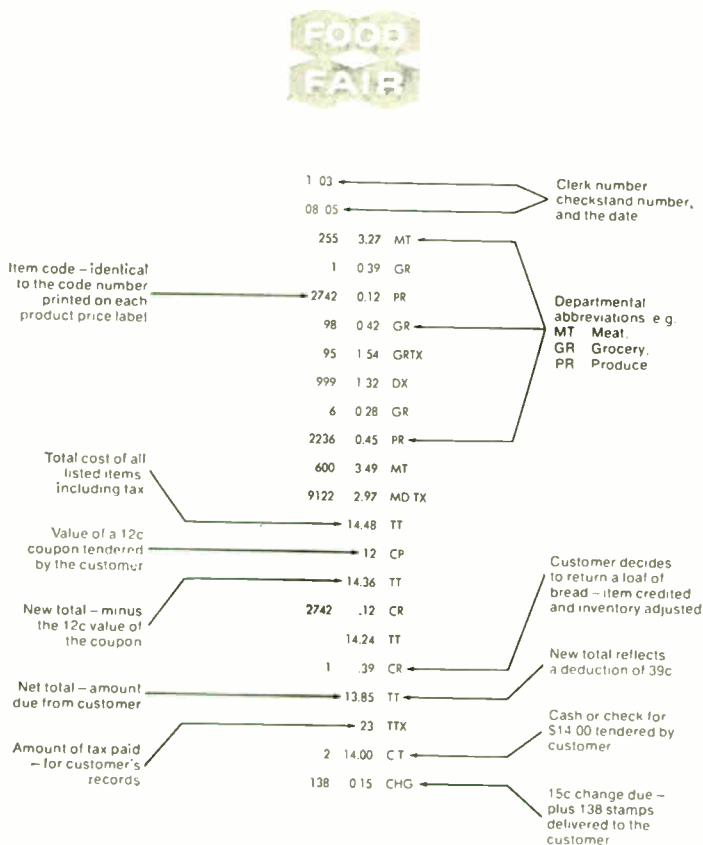 FOOD
FAIR
1 03
08 05
Clerk number
checkstand number,
and the date
255 3.27 MT
1 0 39 GR
2742 0.12 PR
98 0 42 GR
95 1 54 GRTX
999 1 32 DX
6 0 28 GR
2236 0.45 PR
600 3 49 MT
9122 2.97 MD TX
14.48 TT
12 CP
14.36 TT
2742 .12 CR
14.24 TT
1 .39 CR
13.85 TT
23 TTX
2 14.00 C T
138 0 15 CHG
Item code – identical
to the code number
printed on each
product price label
Departmental
abbreviations e g.
MT Meat,
GR Grocery,
PR Produce
Total cost of all
listed items
including tax
Value of a 12c
coupon tendered
by the customer
New total – minus
the 12c value of
the coupon
Net total – amount
due from customer
Amount of tax paid
– for customer's
records
Customer decides
to return a loaf of
bread – item credited
and inventory adjusted
New total reflects
a deduction of 39c
Cash or check for
$14 00 tendered by
customer
15c change due –
plus 138 stamps
delivered to the
customer